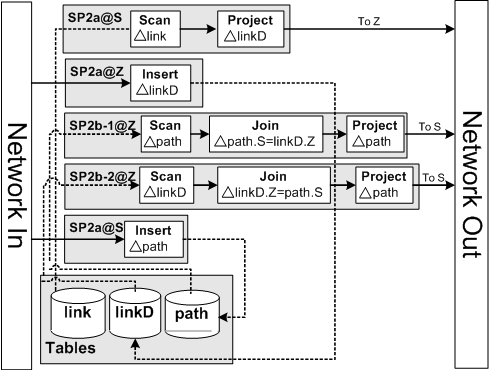 SP2a@S
Scan
△link
Project
△linkD
To Z
SP2a@Z
Insert
△linkD
SP2b-1@Z
Scan
△path
Join
△path.S=linkD.Z
Project
△path
To S
SP2b-2@Z
Scan
△linkD
Join
△linkD.Z=path.S
Project
△path
To S
SP2a@S
Insert
△path
link
linkD
path
Tables
Network In
Network Out